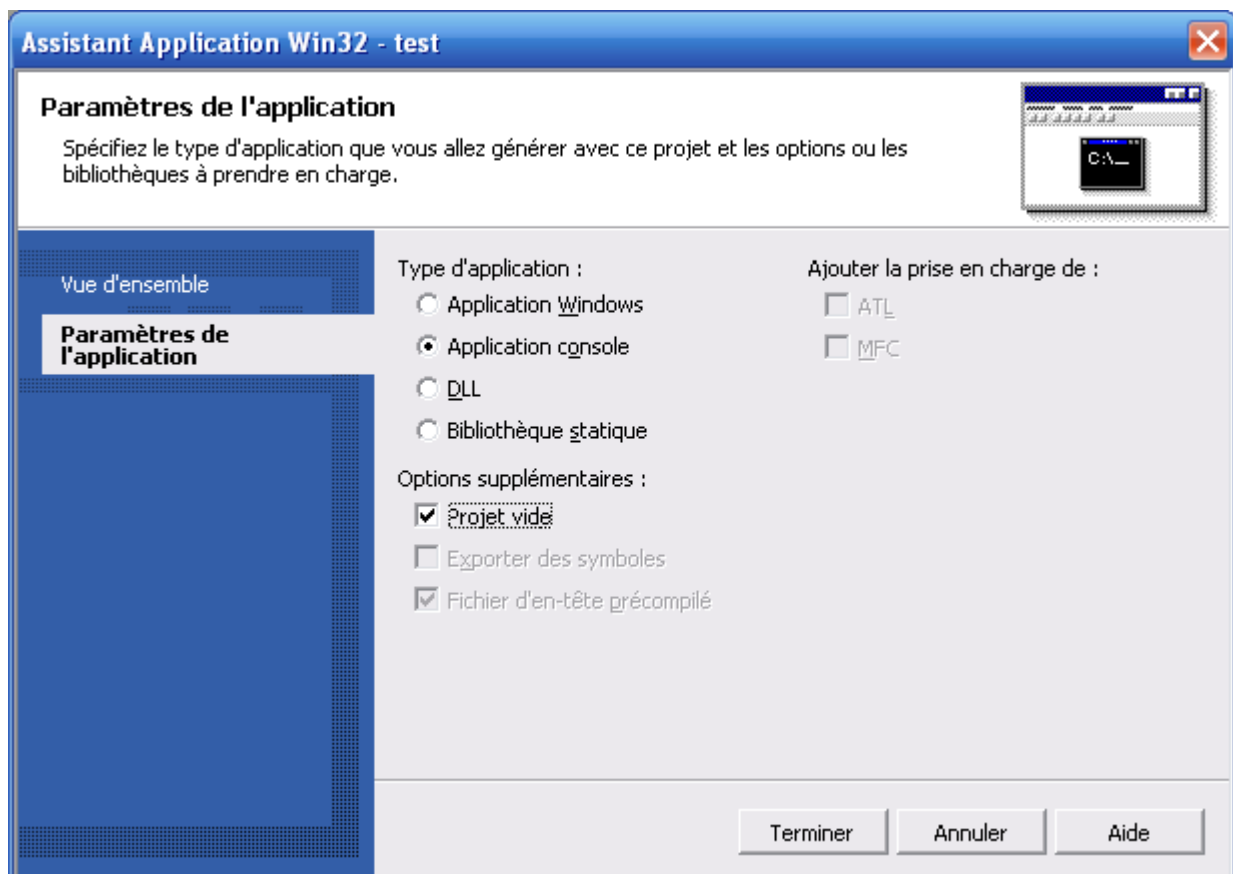 Assistant Application Win32 - test
Paramètres de l'application
Spécifiez le type d'application que vous allez générer avec ce projet et les options ou les
bibliothèques à prendre en charge.
C:\_
Vue d'ensemble
Paramètres de
l'application
Type d'application :
Application Windows
Application console
DLL
Bibliothèque statique
Options supplémentaires :
Projet vide
Exporter des symboles
Fichier d'en-tête précompilé
Ajouter la prise en charge de :
ATL
MFC
Terminer
Annuler
Aide